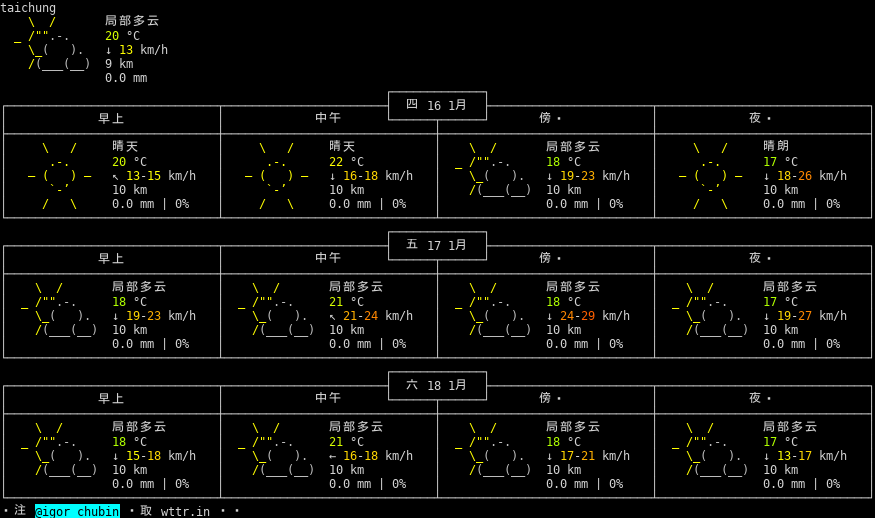 taichung
局部多云
20 °C
↓ 13 km/h
9 km
0.0 mm
四 16 1月
早上 中午 傍・ 夜・
晴天 晴天 局部多云 晴朗
20 °C 22 °C 18 °C 17 °C
↖ 13-15 km/h ↓ 16-18 km/h ↓ 19-23 km/h ↓ 18-26 km/h
10 km 10 km 10 km 10 km
0.0 mm | 0% 0.0 mm | 0% 0.0 mm | 0% 0.0 mm | 0%
五 17 1月
早上 中午 傍・ 夜・
局部多云 局部多云 局部多云 局部多云
18 °C 21 °C 18 °C 17 °C
↓ 19-23 km/h ↖ 21-24 km/h ↓ 24-29 km/h ↓ 19-27 km/h
10 km 10 km 10 km 10 km
0.0 mm | 0% 0.0 mm | 0% 0.0 mm | 0% 0.0 mm | 0%
六 18 1月
早上 中午 傍・ 夜・
局部多云 局部多云 局部多云 局部多云
18 °C 21 °C 18 °C 17 °C
↓ 15-18 km/h ← 16-18 km/h ↓ 17-21 km/h ↓ 13-17 km/h
10 km 10 km 10 km 10 km
0.0 mm | 0% 0.0 mm | 0% 0.0 mm | 0% 0.0 mm | 0%
・注 @igor_chubin ・取 wttr.in ・・